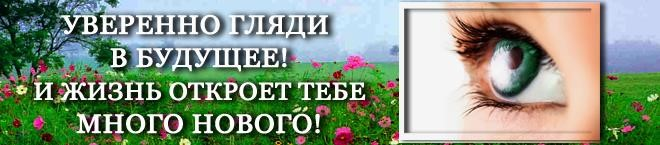 УВЕРЕННО ГЛЯДИ
В БУДУЩЕЕ!
И ЖИЗНЬ ОТКРОЕТ ТЕБЕ
МНОГО НОВОГО!